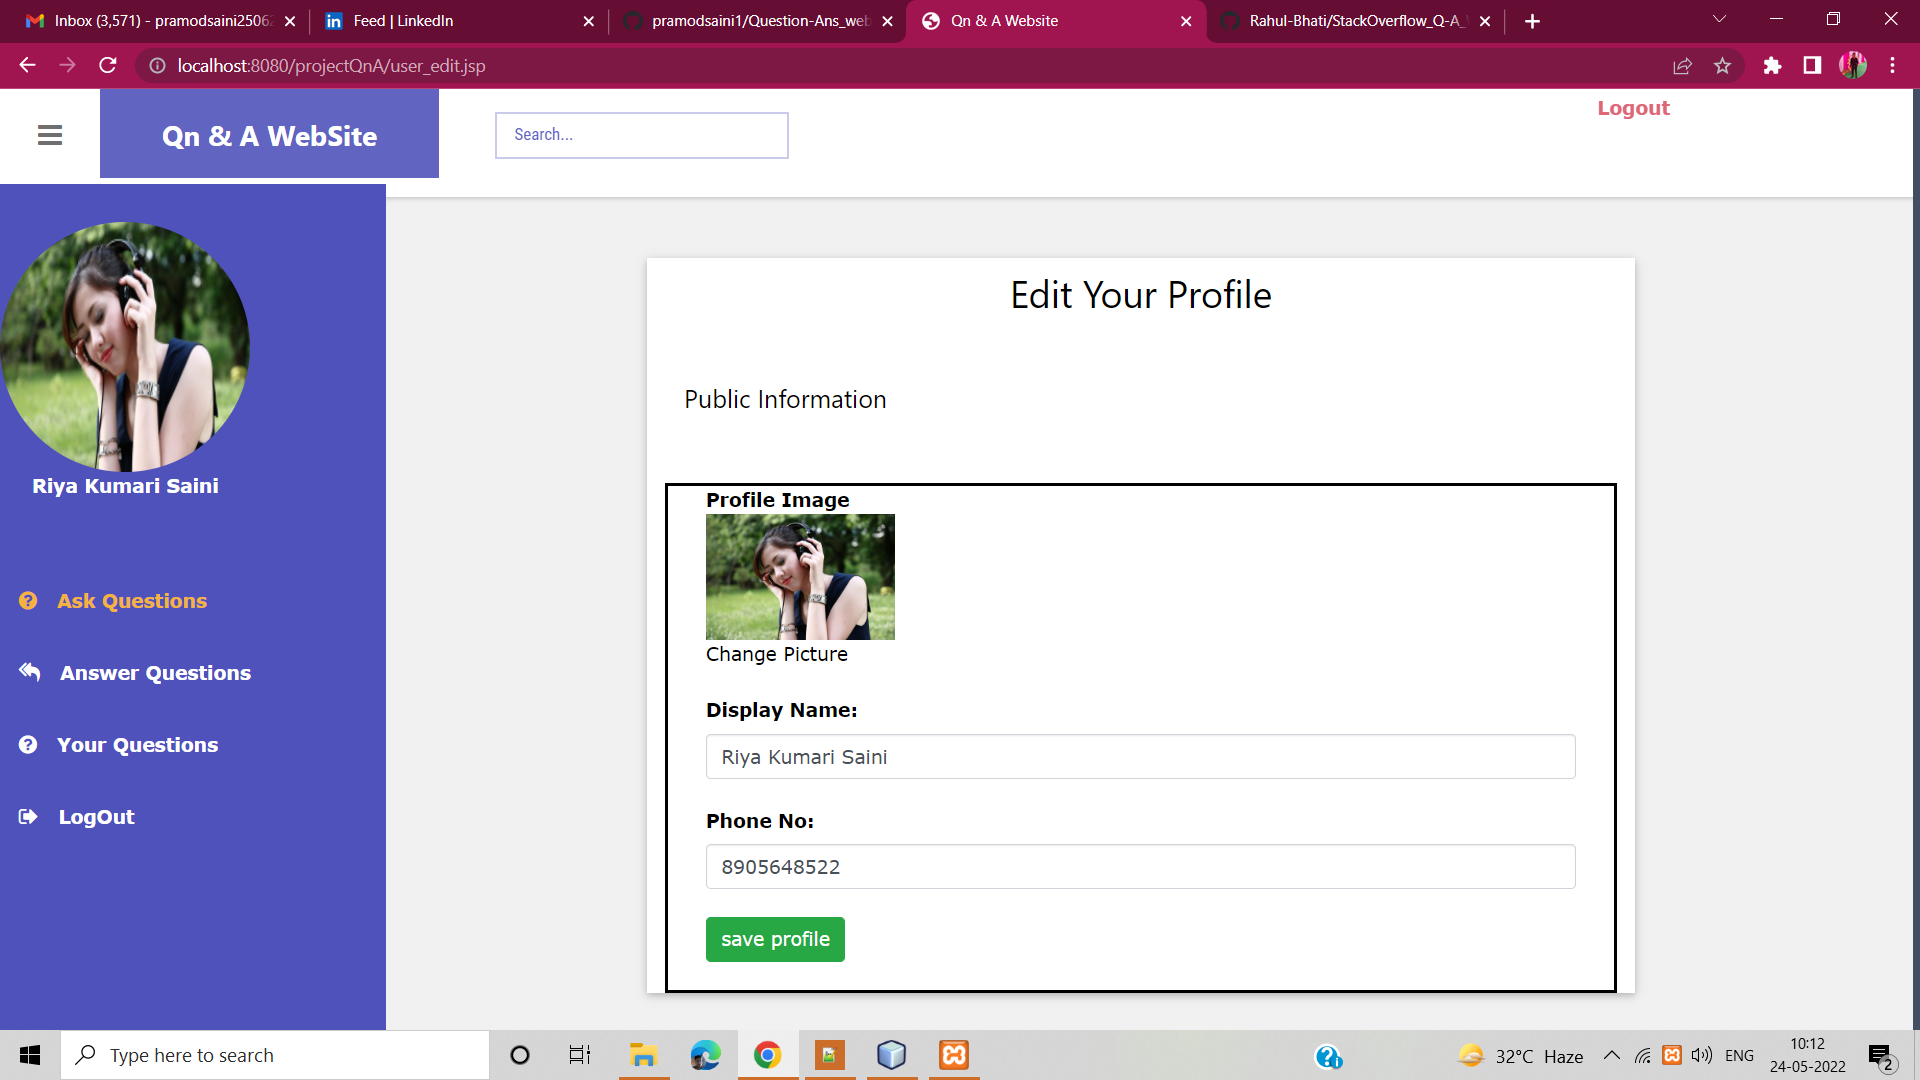 Inbox (3,571) - pramodsaini2506
Feed | LinkedIn
pramodsaini1/Question-Ans_web
Qn & A Website
Rahul-Bhati/StackOverflow_Q-A_
localhost:8080/projectQnA/user_edit.jsp
Qn & A WebSite
Search...
Logout
Riya Kumari Saini
Ask Questions
Answer Questions
Your Questions
LogOut
Edit Your Profile
Public Information
Profile Image
Change Picture
Display Name:
Riya Kumari Saini
Phone No:
8905648522
save profile
Type here to search
32°C Haze
ENG
10:12
24-05-2022
2